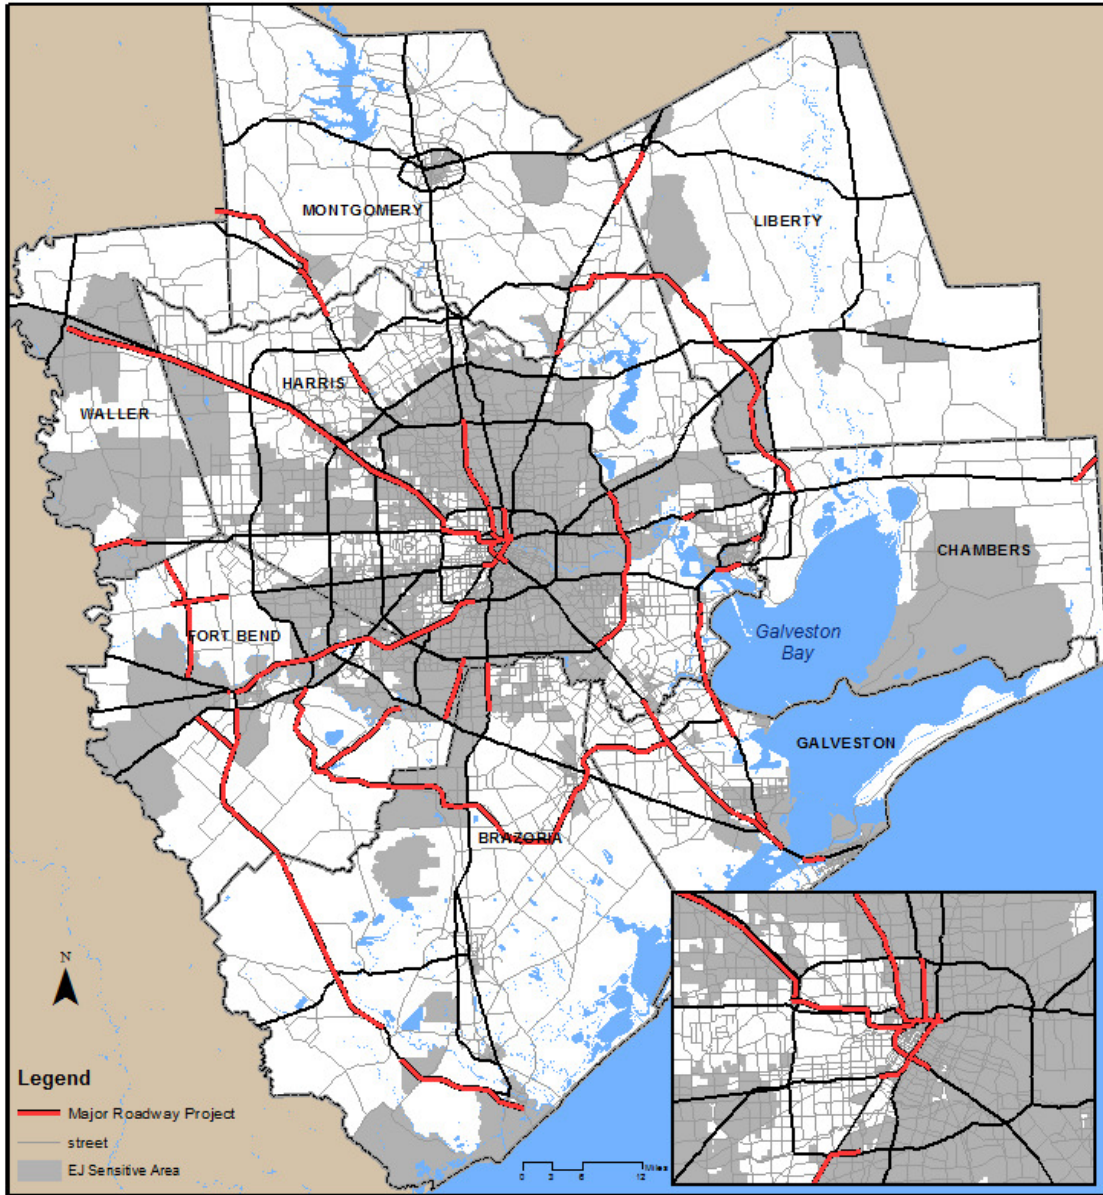 MONTGOMERY
LIBERTY
HARRIS
WALLER
CHAMBERS
FORT BEND
Galveston
Bay
GALVESTON
BRAZORIA
N
Legend
Major Roadway Project
street
EJ Sensitive Area
Miles
0 3 6 12